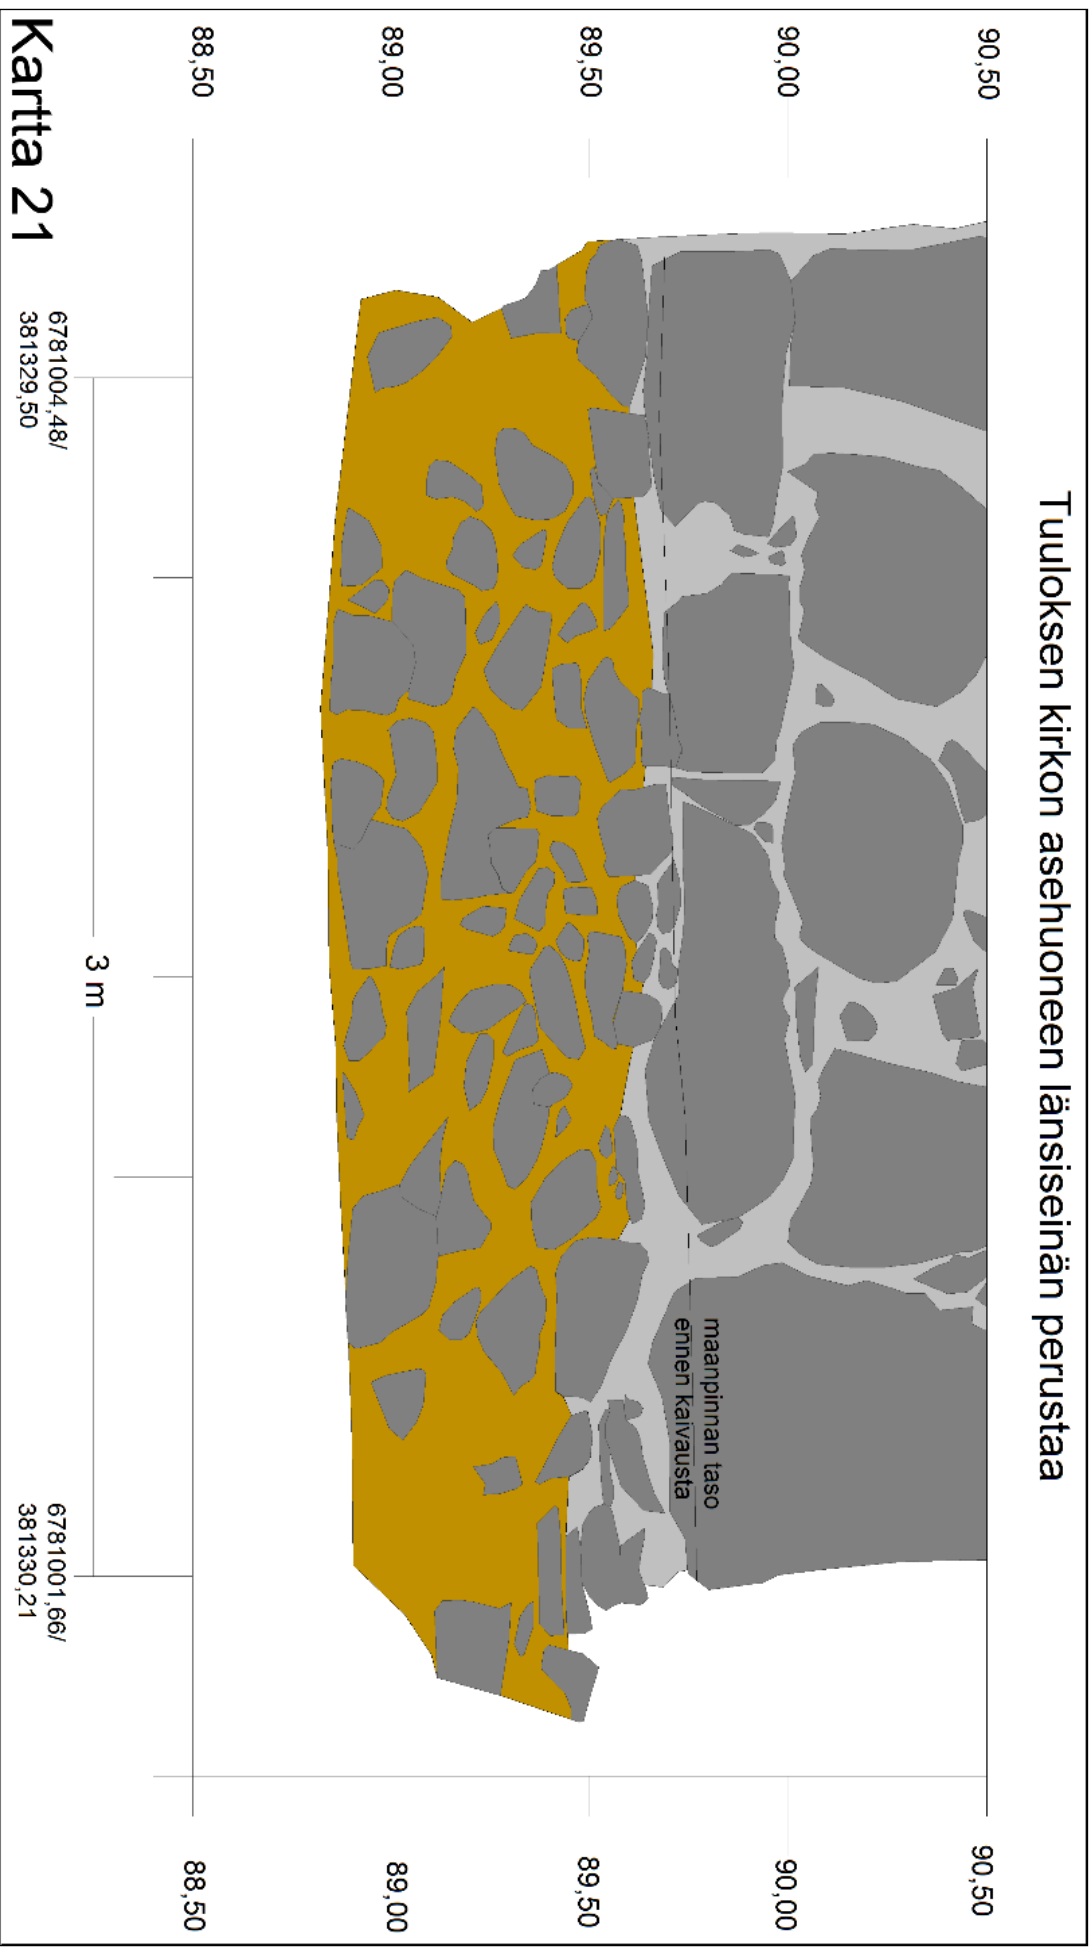 Tuuloksen kirkon asehuoneen länsiseinän perustaa
90,50
90,50
90,00
90,00
maanpinnan taso
ennen kaivausta
89,50
89,50
89,00
89,00
88,50
88,50
3 m
6781004,48/
381329,50
6781001,66/
381330,21
Kartta 21